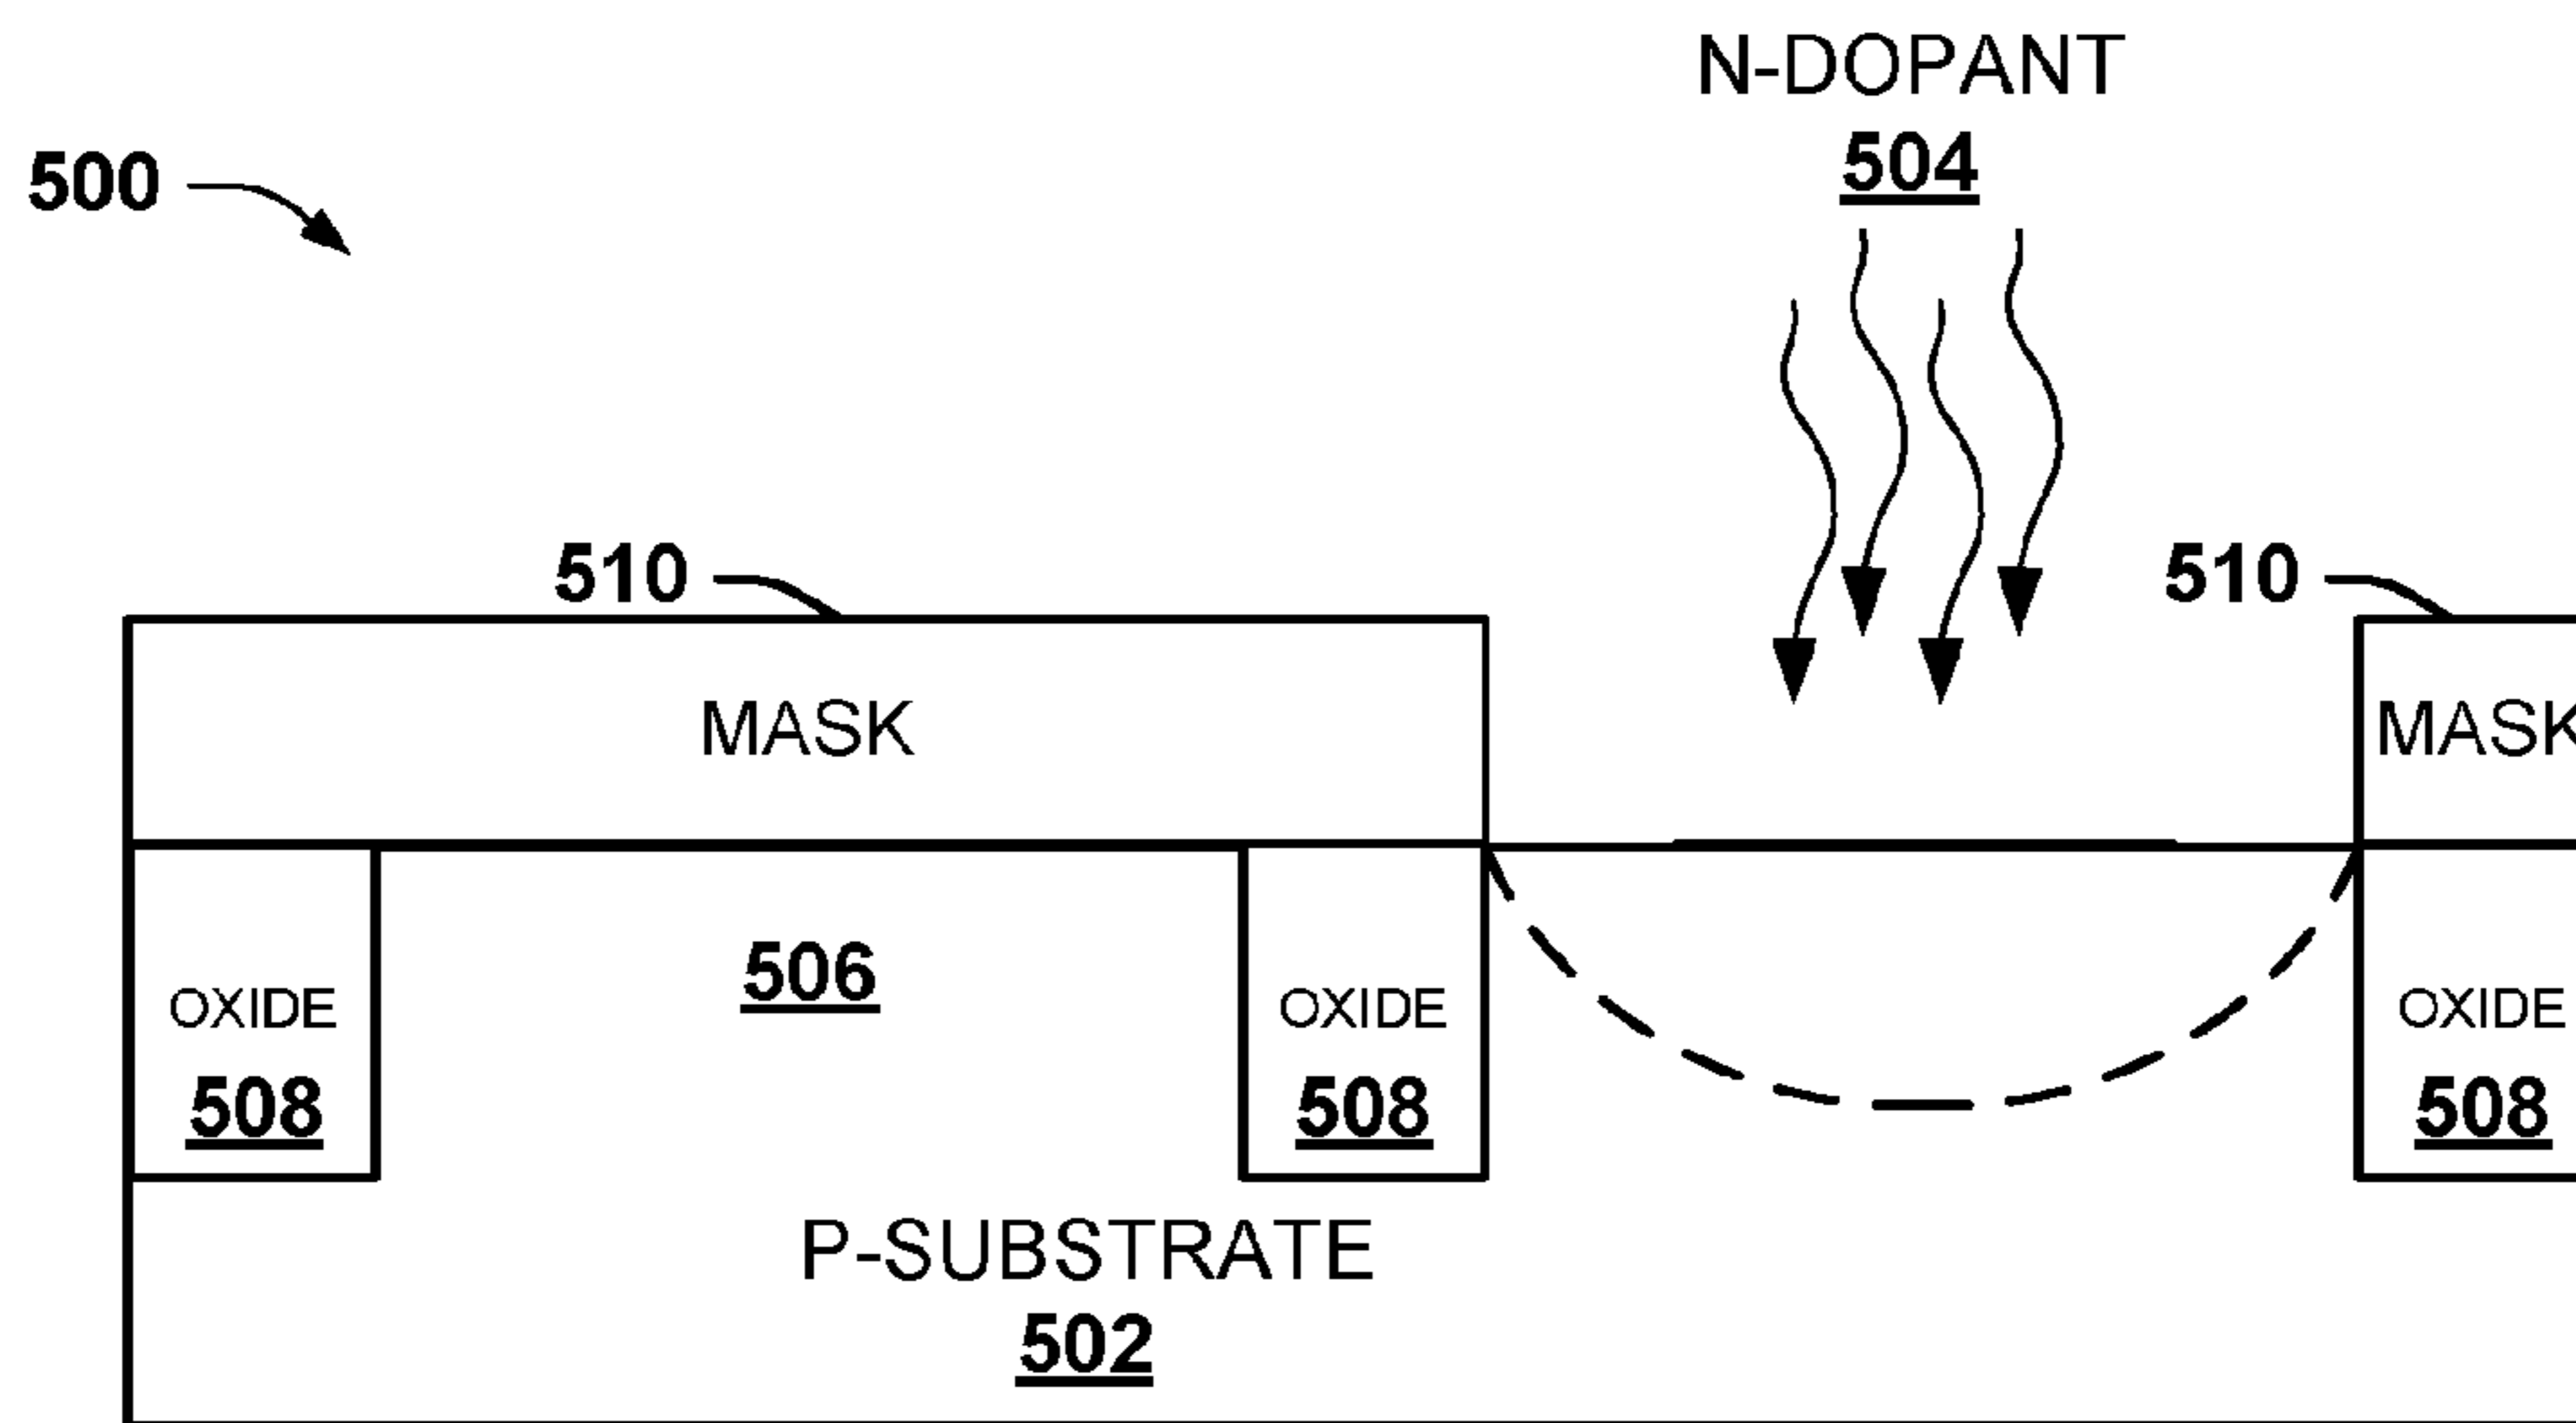 N-DOPANT
504
500
510
510
MASK
MASK
506
OXIDE
508
OXIDE
508
OXIDE
508
P-SUBSTRATE
502